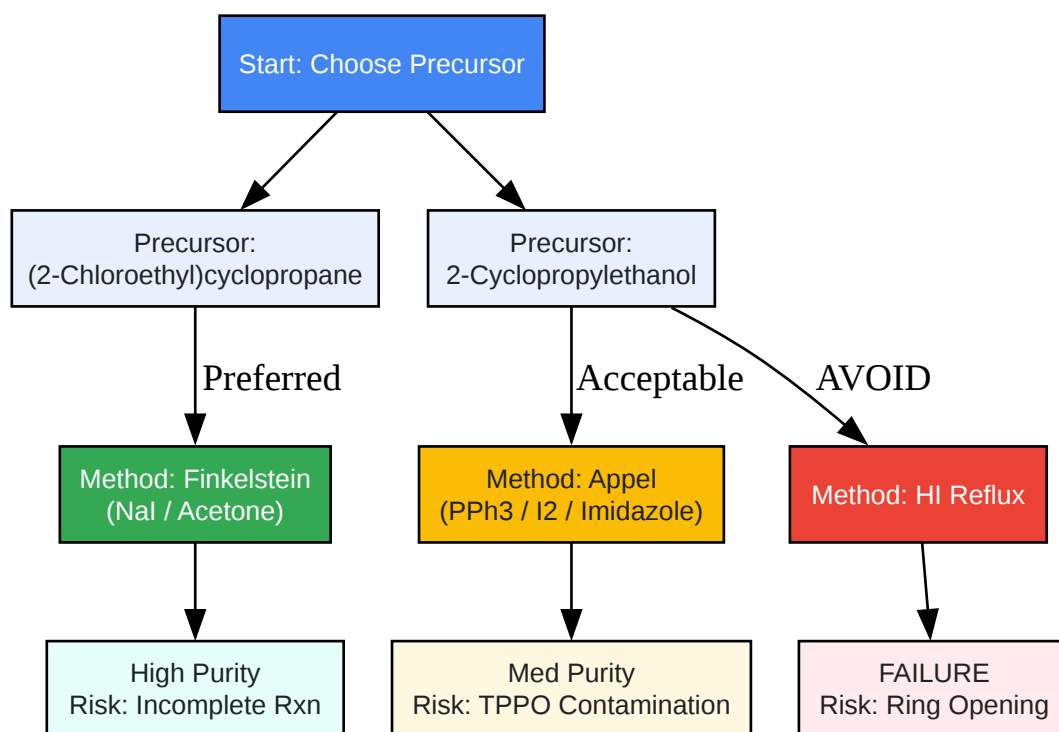 Start: Choose Precursor
Precursor:
(2-Chloroethyl)cyclopropane
Precursor:
2-Cyclopropylethanol
Preferred
Acceptable
AVOID
Method: Finkelstein
(NaI / Acetone)
Method: Appel
(PPh3 / I2 / Imidazole)
Method: HI Reflux
High Purity
Risk: Incomplete Rxn
Med Purity
Risk: TPPO Contamination
FAILURE
Risk: Ring Opening